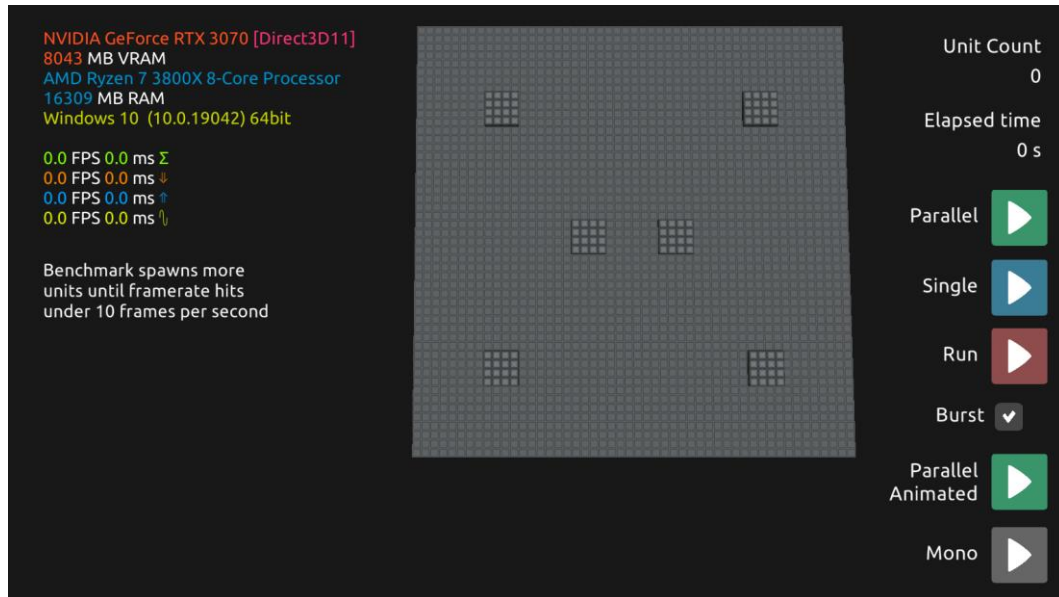 NVIDIA GeForce RTX 3070 [Direct3D11]
8043 MB VRAM
AMD Ryzen 7 3800X 8-Core Processor
16309 MB RAM
Windows 10 (10.0.19042) 64bit
0.0 FPS 0.0 ms Σ
0.0 FPS 0.0 ms ⇓
0.0 FPS 0.0 ms ⇑
0.0 FPS 0.0 ms ∿
Benchmark spawns more
units until framerate hits
under 10 frames per second
Unit Count
0
Elapsed time
0 s
Parallel
Single
Run
Burst
Parallel
Animated
Mono